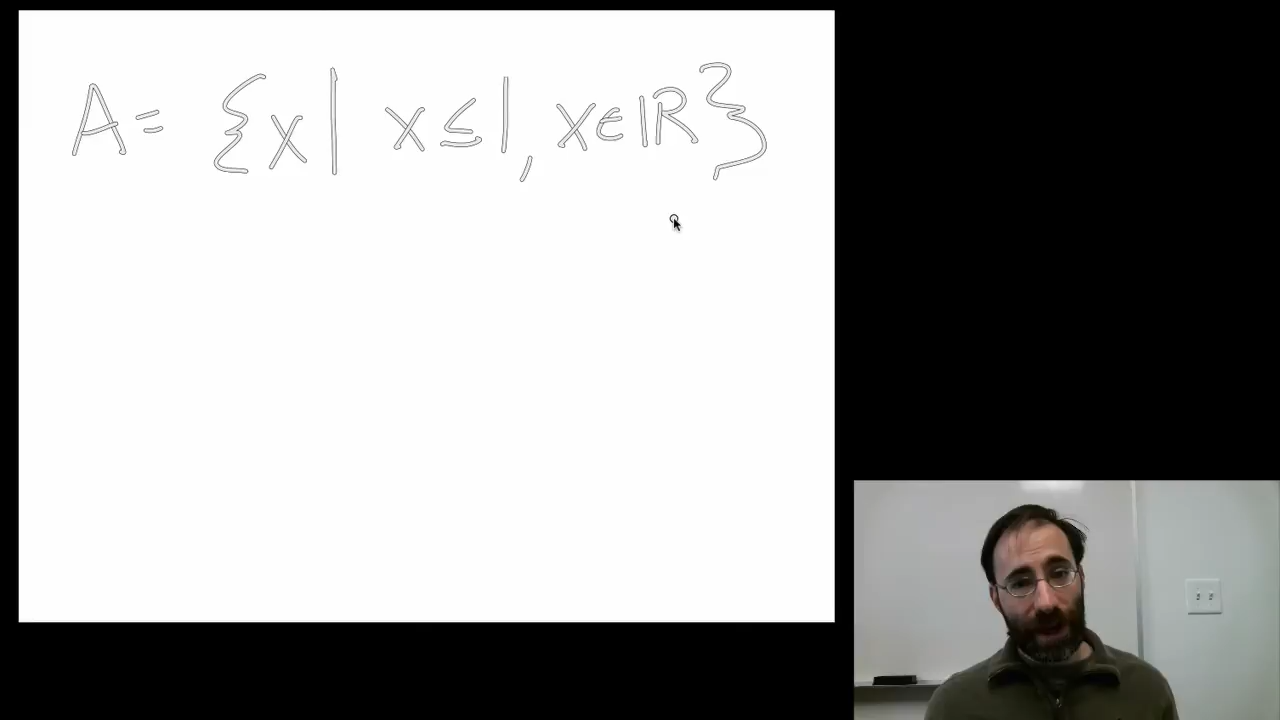 A = {x | x ≤ 1, x ∈ ℝ}